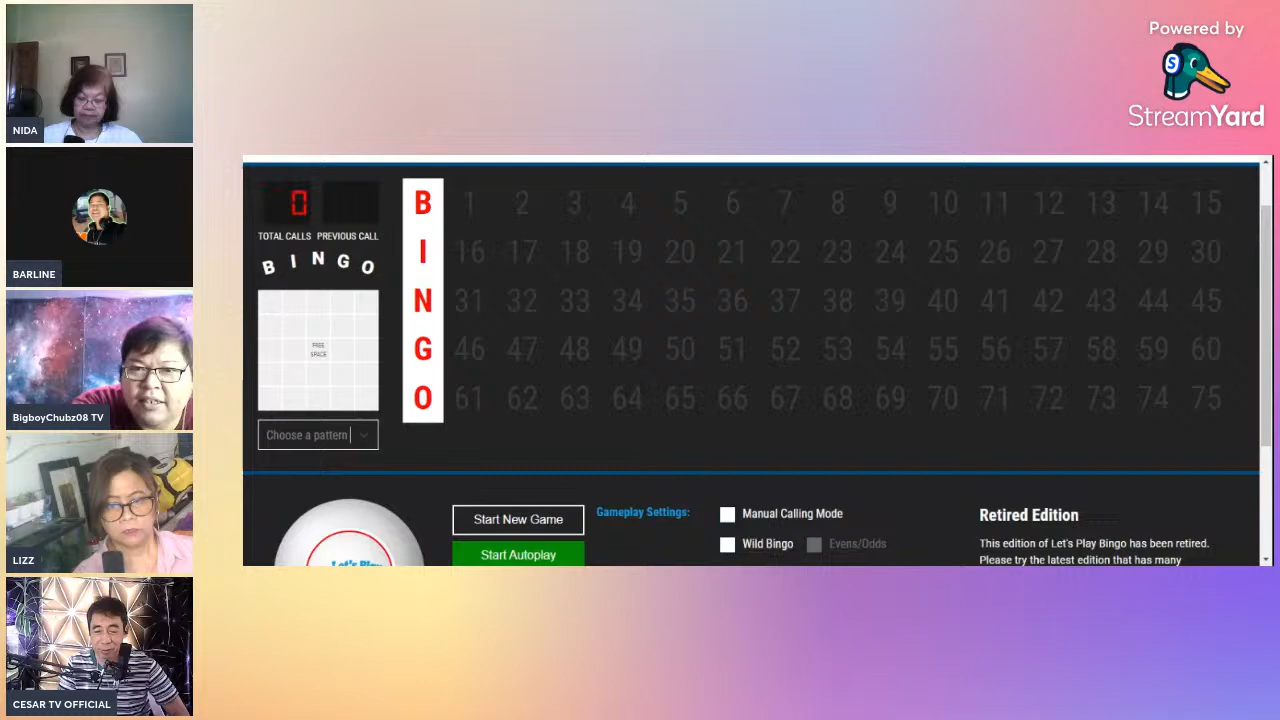 Powered by
StreamYard
NIDA
BARLINE
BigboyChubz08 TV
LIZZ
CESAR TV OFFICIAL
0
TOTAL CALLS PREVIOUS CALL
BINGO
FREE
SPACE
Choose a pattern
B 1 2 3 4 5 6 7 8 9 10 11 12 13 14 15
I 16 17 18 19 20 21 22 23 24 25 26 27 28 29 30
N 31 32 33 34 35 36 37 38 39 40 41 42 43 44 45
G 46 47 48 49 50 51 52 53 54 55 56 57 58 59 60
O 61 62 63 64 65 66 67 68 69 70 71 72 73 74 75
Let's Play
Start New Game
Start Autoplay
Gameplay Settings:
Manual Calling Mode
Wild Bingo
Evens/Odds
Retired Edition
This edition of Let's Play Bingo has been retired.
Please try the latest edition that has many